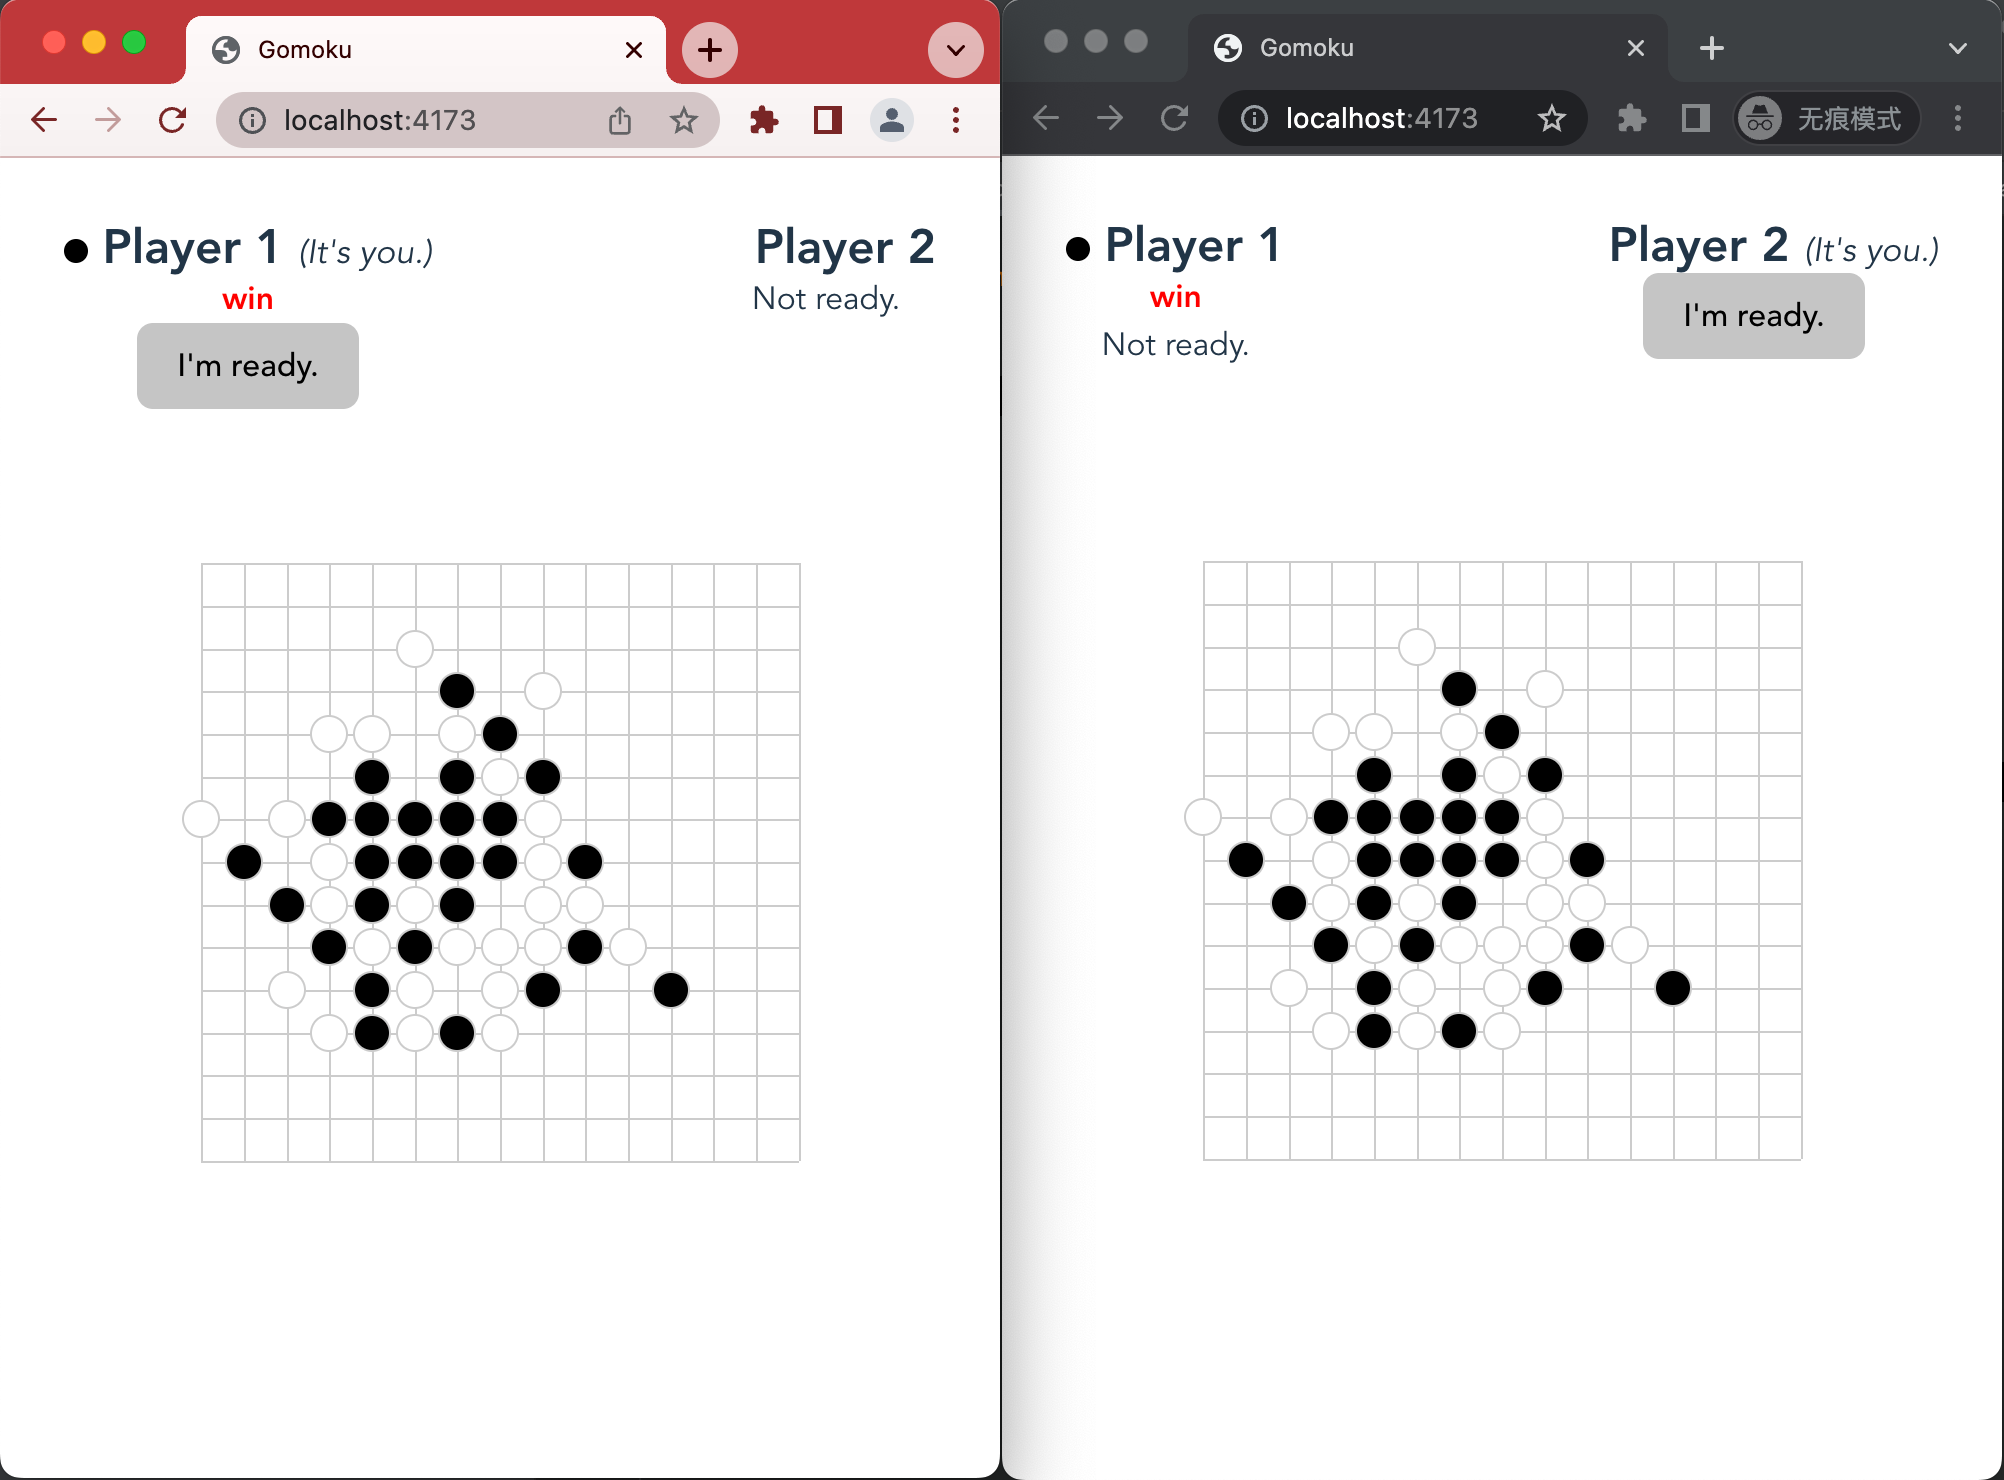 Gomoku
localhost:4173
Player 1 (It's you.)
win
I'm ready.
Player 2
Not ready.
Gomoku
localhost:4173
无痕模式
Player 1
win
Not ready.
Player 2 (It's you.)
I'm ready.